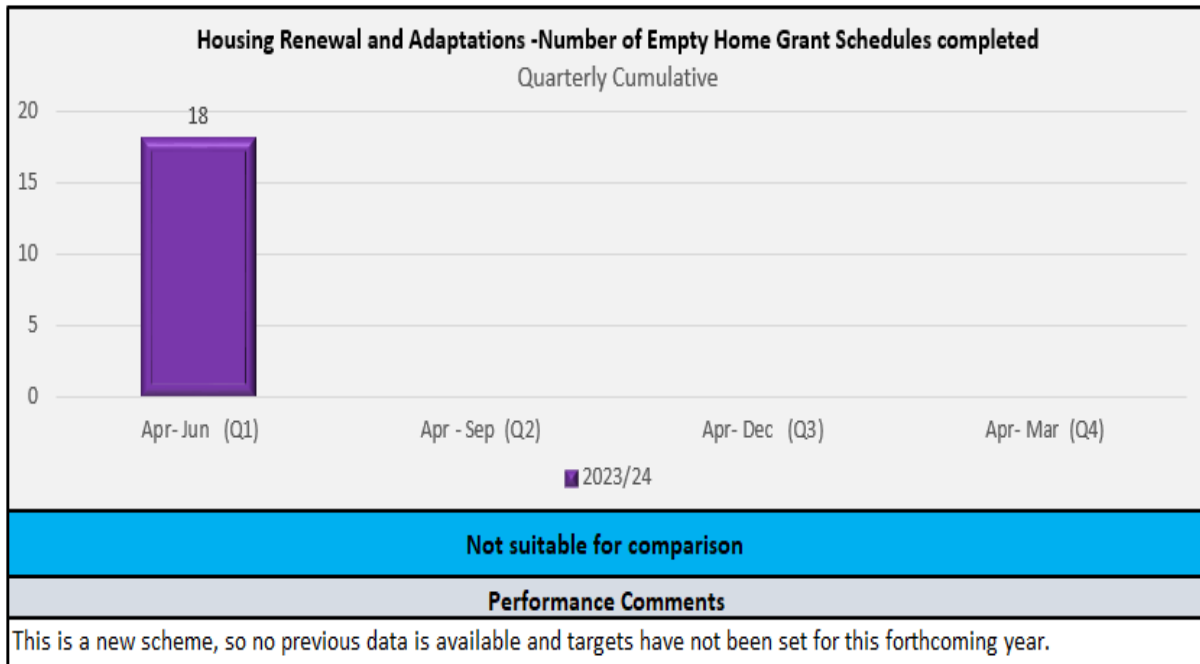 Housing Renewal and Adaptations -Number of Empty Home Grant Schedules completed
Quarterly Cumulative
20
18
15
10
5
0
Apr- Jun (Q1) Apr - Sep (Q2) Apr- Dec (Q3) Apr- Mar (Q4)
2023/24
Not suitable for comparison
Performance Comments
This is a new scheme, so no previous data is available and targets have not been set for this forthcoming year.